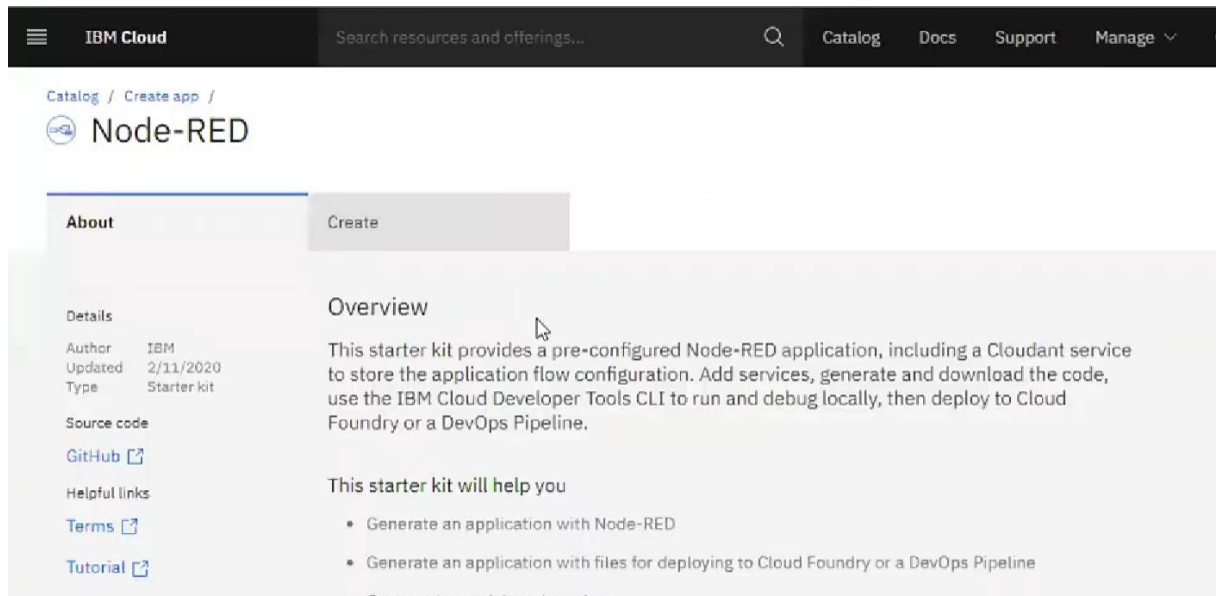 IBM Cloud
Search resources and offerings...
Catalog
Docs
Support
Manage
Catalog / Create app /
Node-RED
About
Create
Details
Author IBM
Updated 2/11/2020
Type Starter kit
Source code
GitHub
Helpful links
Terms
Tutorial
Overview
This starter kit provides a pre-configured Node-RED application, including a Cloudant service
to store the application flow configuration. Add services, generate and download the code,
use the IBM Cloud Developer Tools CLI to run and debug locally, then deploy to Cloud
Foundry or a DevOps Pipeline.
This starter kit will help you
• Generate an application with Node-RED
• Generate an application with files for deploying to Cloud Foundry or a DevOps Pipeline